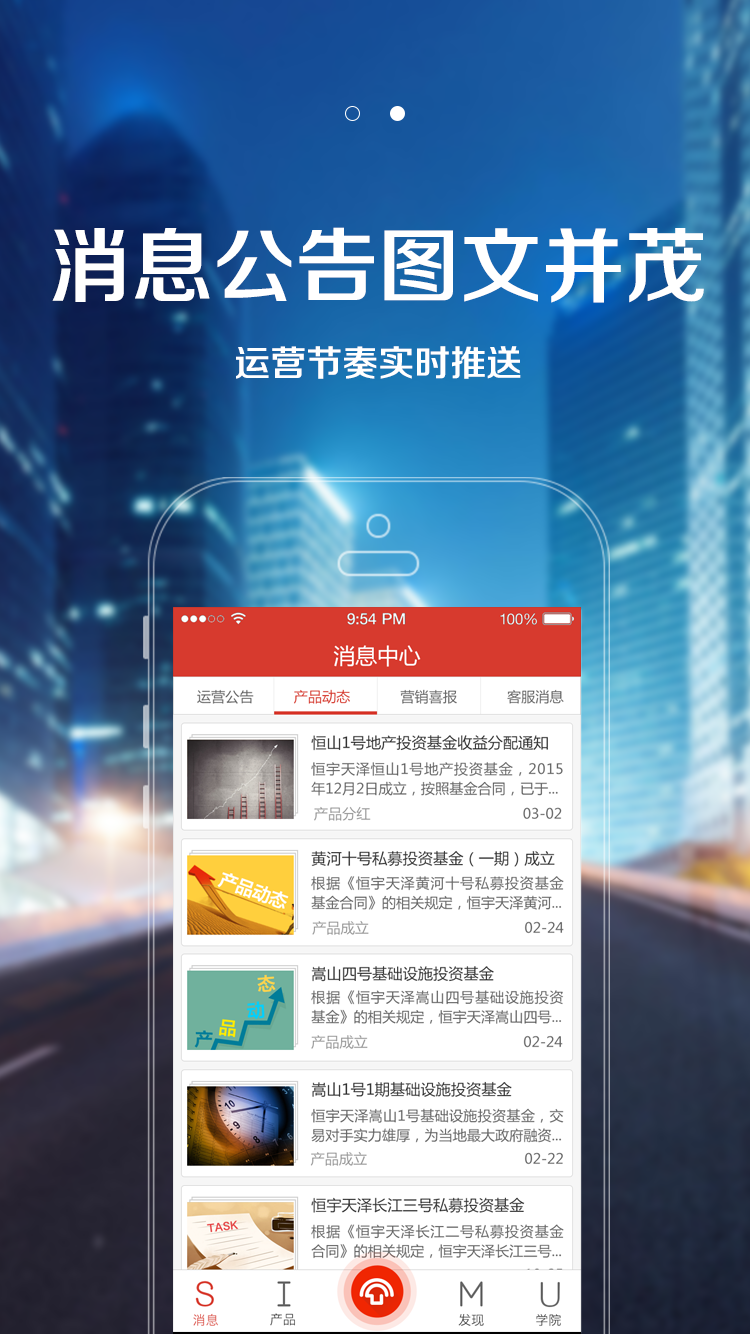 消息公告图文并茂
运营节奏实时推送
9:54 PM
100%
消息中心
运营公告
产品动态
营销喜报
客服消息
恒山1号地产投资基金收益分配通知
恒宇天泽恒山1号地产投资基金，2015
年12月2日成立，按照基金合同，已于...
产品分红
03-02
产品动态
黄河十号私募投资基金（一期）成立
根据《恒宇天泽黄河十号私募投资基金
基金合同》的相关规定，恒宇天泽黄河...
产品成立
02-24
产品动态
嵩山四号基础设施投资基金
根据《恒宇天泽嵩山四号基础设施投资
基金》的相关规定，恒宇天泽嵩山四号...
产品成立
02-24
嵩山1号1期基础设施投资基金
恒宇天泽嵩山1号基础设施投资基金，交
易对手实力雄厚，为当地最大政府融资...
产品成立
02-22
TASK
恒宇天泽长江三号私募投资基金
根据《恒宇天泽长江二号私募投资基金
合同》的相关规定，恒宇天泽长江三号...
S
消息
I
产品
M
发现
U
学院